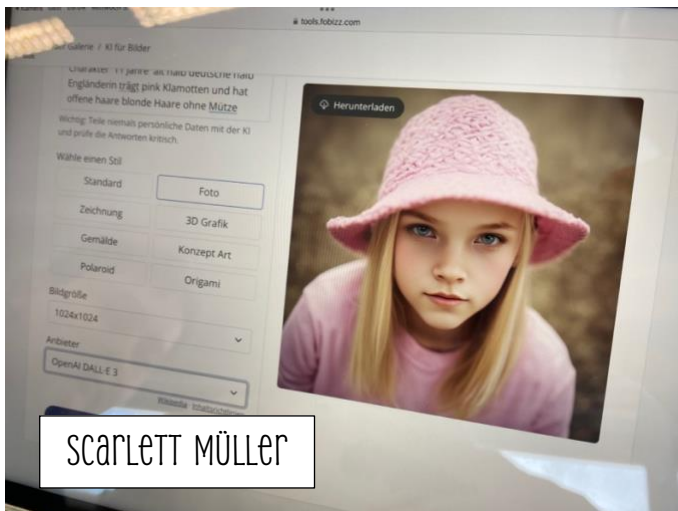 tools.fobizz.com
Galerie / KI für Bilder
Charakter 11 Jahre alt halb deutsche halb
Engländerin trägt pink Klamotten und hat
offene haare blonde Haare ohne Mütze
Wichtig: Teile niemals persönliche Daten mit der KI
und prüfe die Antworten kritisch.
Herunterladen
Wähle einen Stil
Standard
Foto
Zeichnung
3D Grafik
Gemälde
Konzept Art
Polaroid
Origami
Bildgröße
1024x1024
Anbieter
OpenAI DALL·E 3
Scarlett Müller